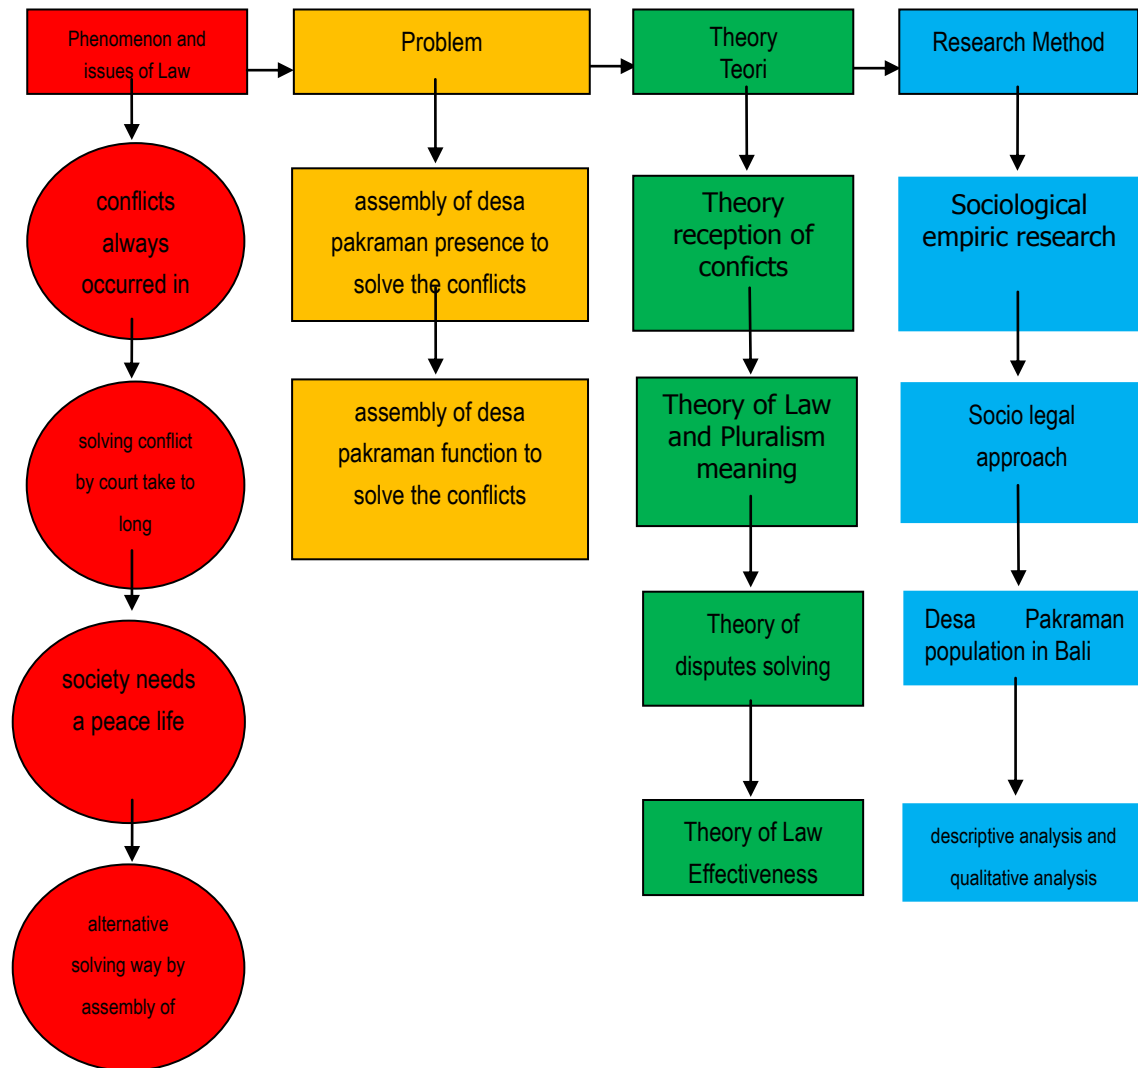 Phenomenon and
issues of Law
Problem
Theory
Teori
Research Method
conflicts
always
occurred in
solving conflict
by court take to
long
society needs
a peace life
alternative
solving way by
assembly of
assembly of desa
pakraman presence to
solve the conflicts
assembly of desa
pakraman function to
solve the conflicts
Theory
reception of
conficts
Theory of Law
and Pluralism
meaning
Theory of
disputes solving
Theory of Law
Effectiveness
Sociological
empiric research
Socio legal
approach
Desa Pakraman
population in Bali
descriptive analysis and
qualitative analysis